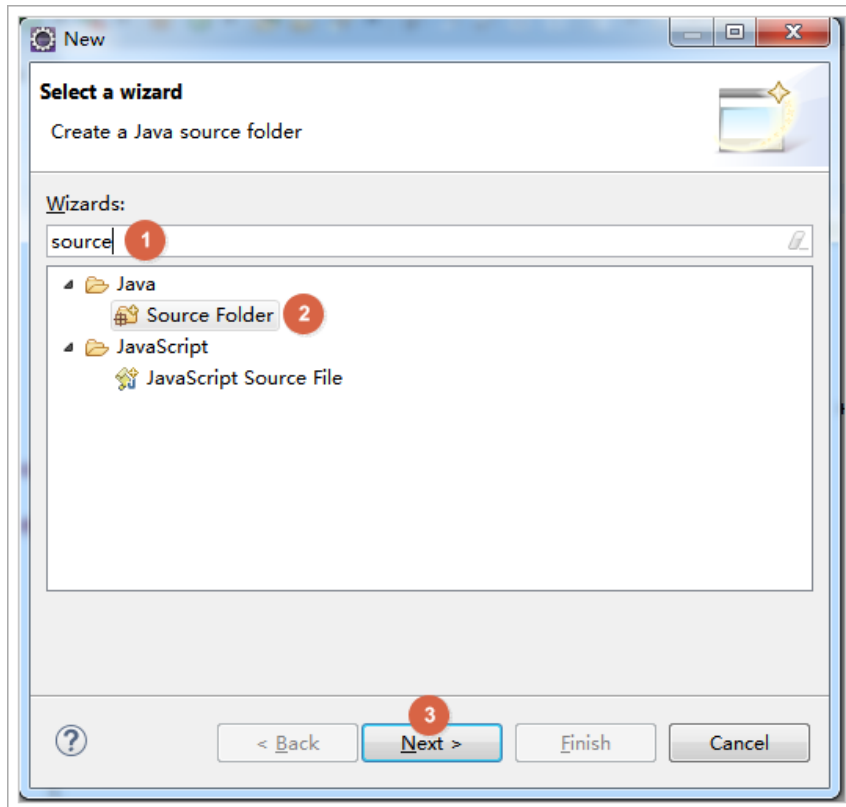 New
Select a wizard
Create a Java source folder
Wizards:
source 1
Java
Source Folder 2
JavaScript
JavaScript Source File
3
? < Back Next > Finish Cancel